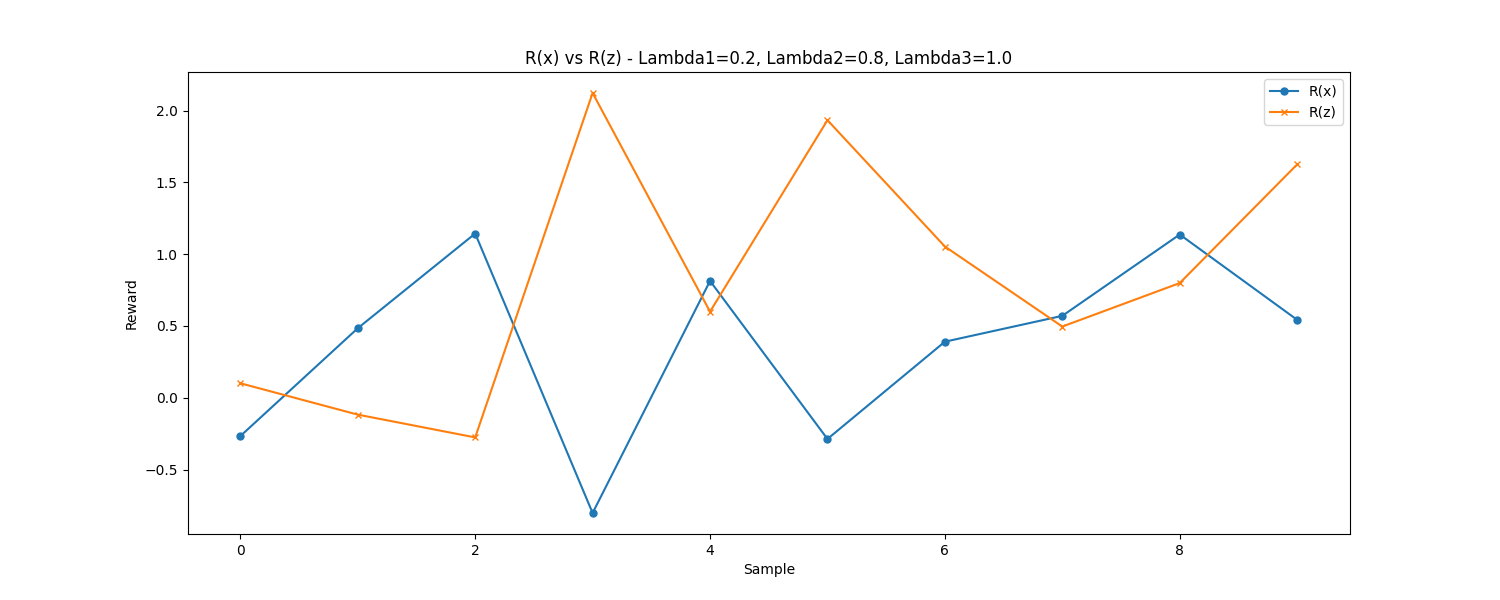 R(x) vs R(z) - Lambda1=0.2, Lambda2=0.8, Lambda3=1.0
R(x)
R(z)
2.0
1.5
1.0
0.5
0.0
−0.5
Reward
0 2 4 6 8
Sample